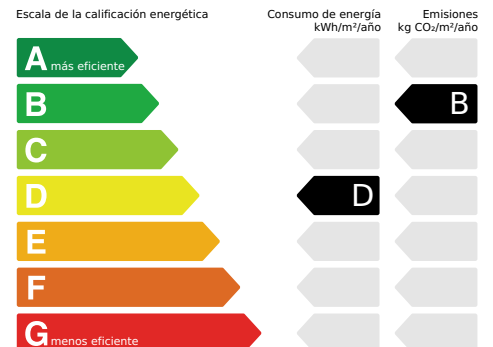 Escala de la calificación energética
Consumo de energía
kWh/m²/año
Emisiones
kg CO₂/m²/año
A más eficiente
B
B
C
D
D
E
F
G menos eficiente